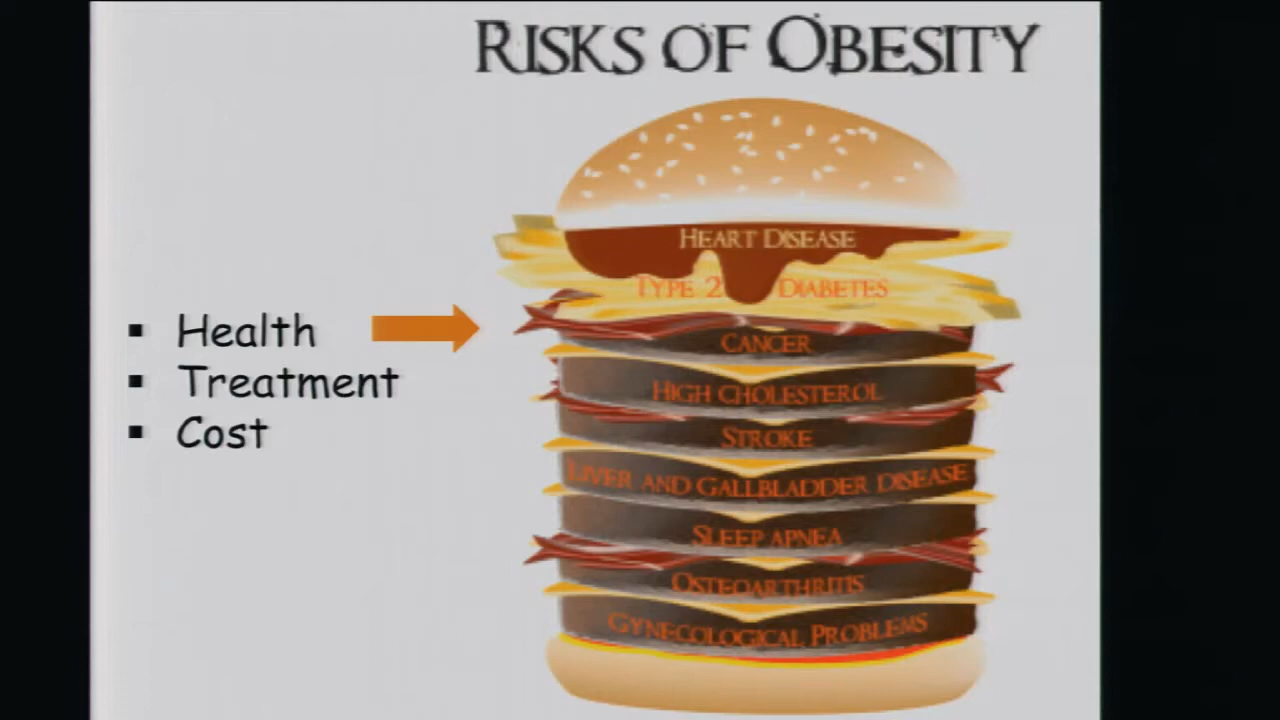 RISKS OF OBESITY
▪ Health
▪ Treatment
▪ Cost
HEART DISEASE
TYPE 2 DIABETES
CANCER
HIGH CHOLESTEROL
STROKE
LIVER AND GALLBLADDER DISEASE
SLEEP APNEA
OSTEOARTHRITIS
GYNECOLOGICAL PROBLEMS